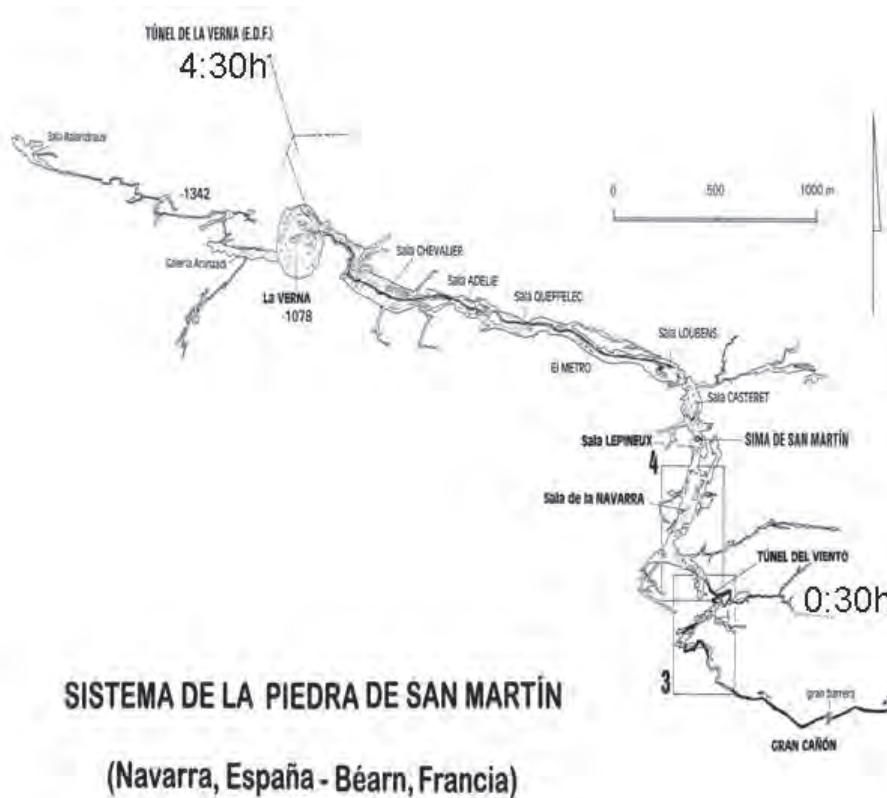 TÚNEL DE LA VERNA (E.D.F.)
4:30h
-1342
0 500 1000 m
Sala CHEVALIER
Galería Aranzadi
Sala ADELIE
La VERNA
-1078
Sala QUEFFELEC
Sala LOUBENS
El METRO
Sala CASTERET
Sala LEPINEUX
SIMA DE SAN MARTÍN
4
Sala de la NAVARRA
TÚNEL DEL VIENTO
0:30h
3
gran barrera
GRAN CAÑÓN
SISTEMA DE LA PIEDRA DE SAN MARTÍN
(Navarra, España - Béarn, Francia)